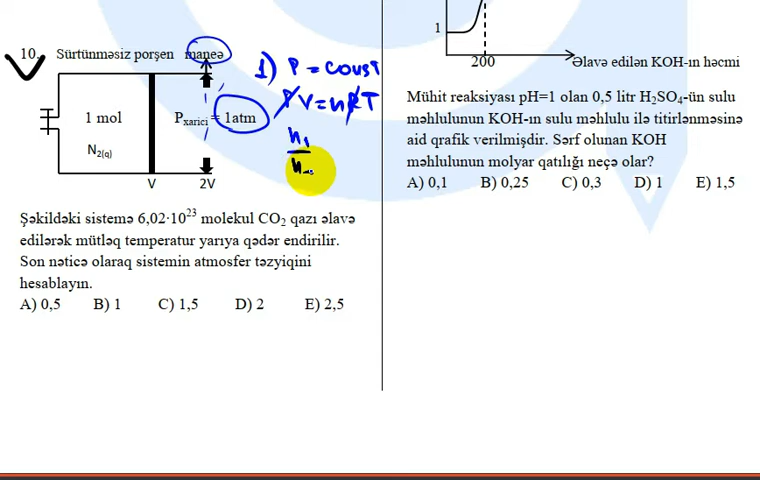 10. Sürtünməsiz porşen manea
1) P = const
PV = nRT
n1
n
1 mol
N2(q)
Pxarici = 1atm
V 2V
Şəkildəki sistemə 6,02·10²³ molekul CO₂ qazı əlavə
edilərək mütləq temperatur yarıya qədər endirilir.
Son nəticə olaraq sistemin atmosfer təzyiqini
hesablayın.
A) 0,5 B) 1 C) 1,5 D) 2 E) 2,5
1
200
Əlavə edilən KOH-ın həcmi
Mühit reaksiyası pH=1 olan 0,5 litr H₂SO₄-ün sulu
məhlulunun KOH-ın sulu məhlulu ilə titirlənməsinə
aid qrafik verilmişdir. Sərf olunan KOH
məhlulunun molyar qatılığı neçə olar?
A) 0,1 B) 0,25 C) 0,3 D) 1 E) 1,5